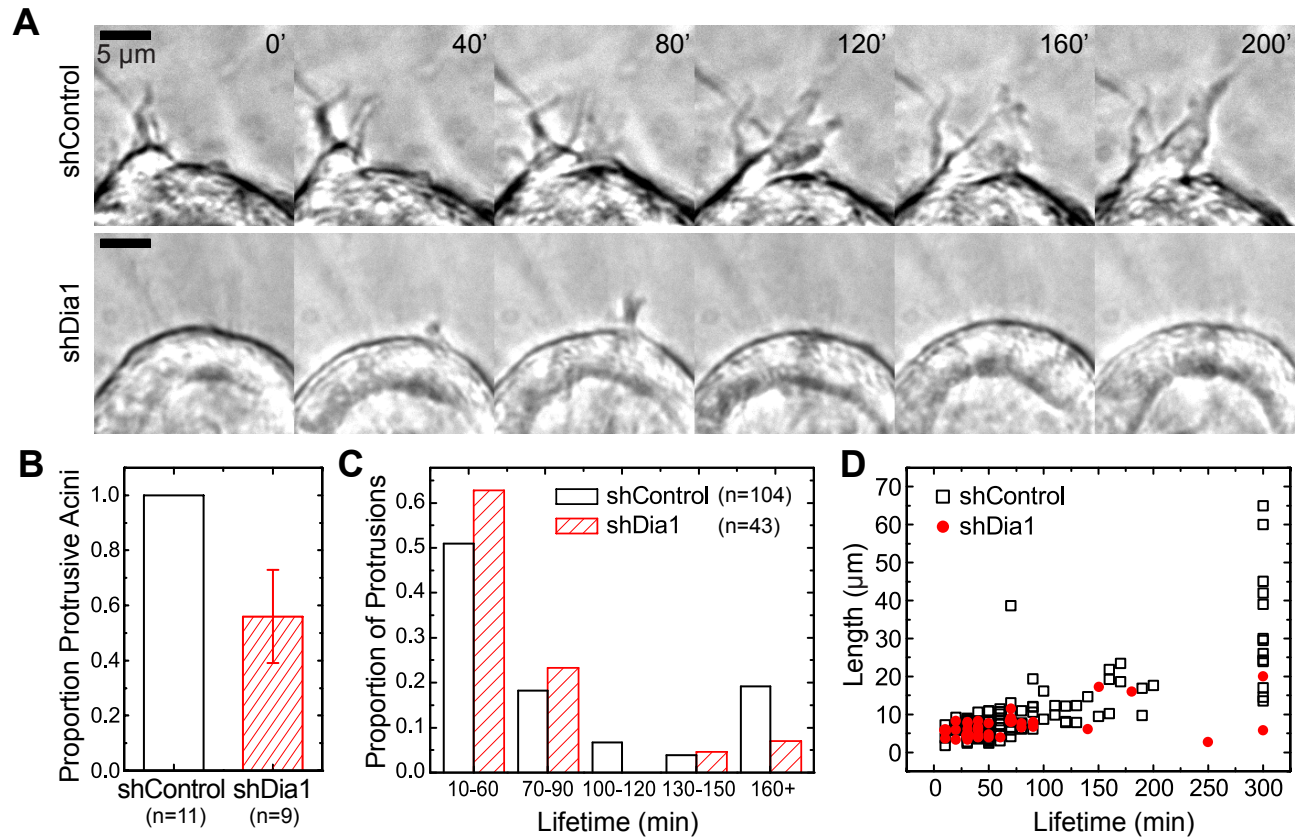 A
5 µm
0’
40’
80’
120’
160’
200’
shControl
shDia1
B
Proportion Protrusive Acini
1.0
0.8
0.6
0.4
0.2
0.0
shControl
(n=11)
shDia1
(n=9)
C
Proportion of Protrusions
0.6
0.5
0.4
0.3
0.2
0.1
0.0
shControl (n=104)
shDia1 (n=43)
10-60
70-90
100-120
130-150
160+
Lifetime (min)
D
Length (µm)
70
60
50
40
30
20
10
0
shControl
shDia1
0
50
100
150
200
250
300
Lifetime (min)